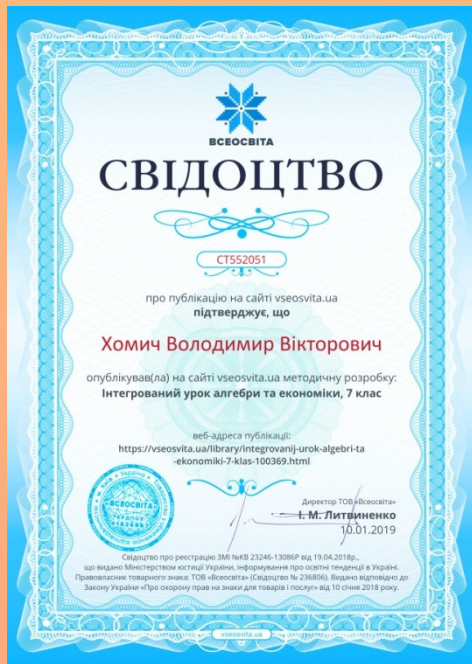 ВСЕОСВІТА
СВІДОЦТВО
СТ552051
про публікацію на сайті vseosvita.ua
підтверджує, що
Хомич Володимир Вікторович
опублікував(ла) на сайті vseosvita.ua методичну розробку:
Інтегрований урок алгебри та економіки, 7 клас
веб-адреса публікації:
https://vseosvita.ua/library/integrovanij-urok-algebri-ta
-ekonomiki-7-klas-100369.html
Директор ТОВ «Всеосвіта»
І. М. Литвиненко
10.01.2019
ВСЕОСВІТА
Свідоцтво про реєстрацію ЗМІ №КВ 23246-13086Р від 19.04.2018р.,
що видано Міністерством юстиції України, інформування про освітні тенденції в Україні.
Правовласник товарного знака: ТОВ «Всеосвіта» (Свідоцтво № 236806). Видано відповідно до
Закону України «Про охорону прав на знаки для товарів і послуг» від 10 січня 2018 року.
vseosvita.ua